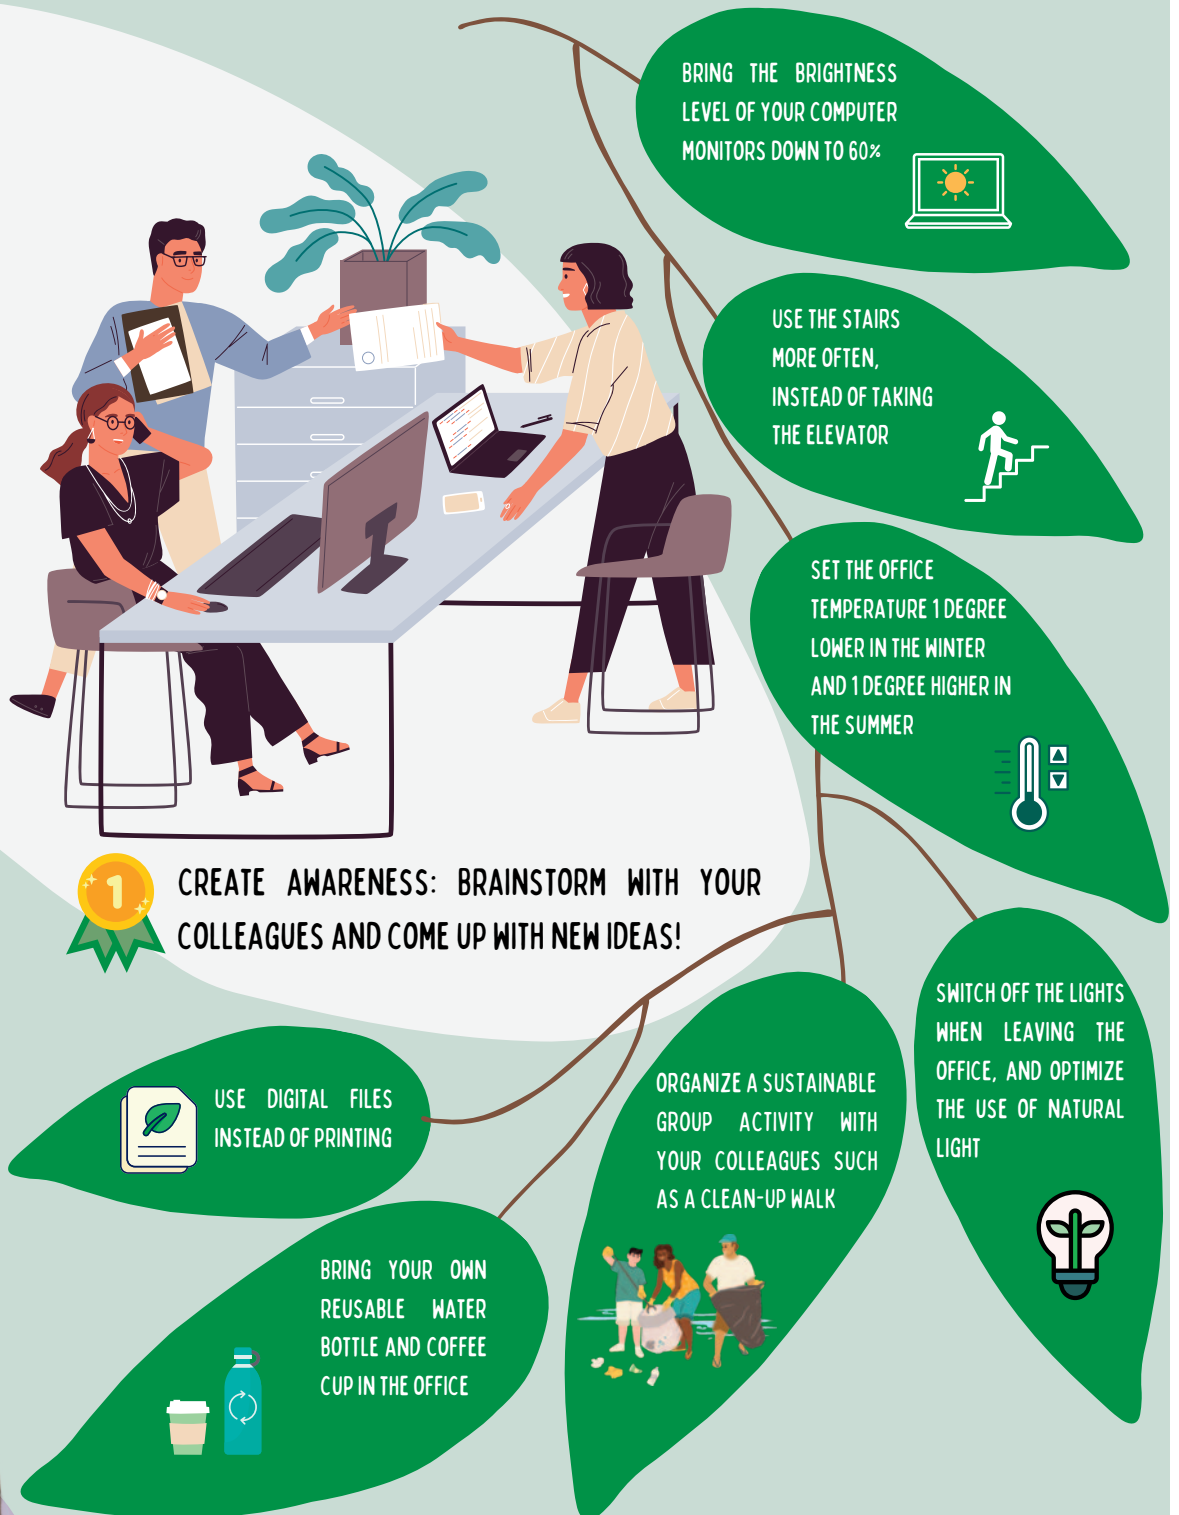 BRING THE BRIGHTNESS
LEVEL OF YOUR COMPUTER
MONITORS DOWN TO 60%
USE THE STAIRS
MORE OFTEN,
INSTEAD OF TAKING
THE ELEVATOR
SET THE OFFICE
TEMPERATURE 1 DEGREE
LOWER IN THE WINTER
AND 1 DEGREE HIGHER IN
THE SUMMER
1
CREATE AWARENESS: BRAINSTORM WITH YOUR
COLLEAGUES AND COME UP WITH NEW IDEAS!
SWITCH OFF THE LIGHTS
WHEN LEAVING THE
OFFICE, AND OPTIMIZE
THE USE OF NATURAL
LIGHT
ORGANIZE A SUSTAINABLE
GROUP ACTIVITY WITH
YOUR COLLEAGUES SUCH
AS A CLEAN-UP WALK
USE DIGITAL FILES
INSTEAD OF PRINTING
BRING YOUR OWN
REUSABLE WATER
BOTTLE AND COFFEE
CUP IN THE OFFICE